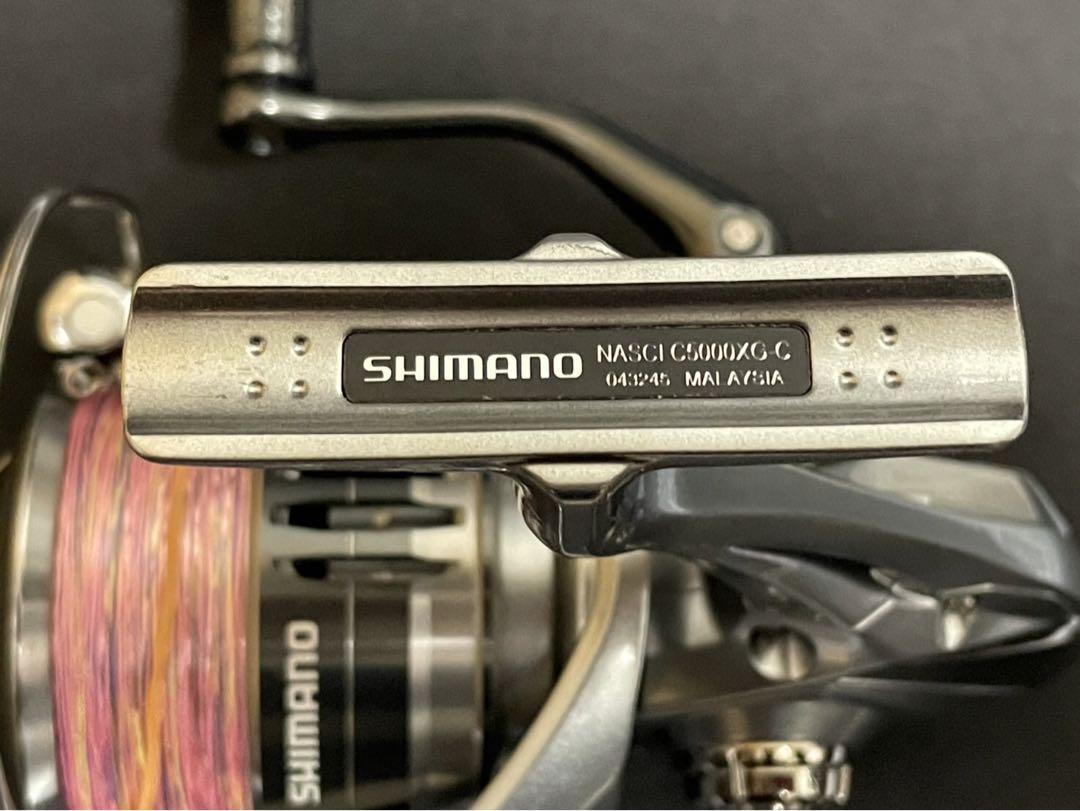 SHIMANO
NASCI C5000XG-C
043245 MALAYSIA
SHIMANO